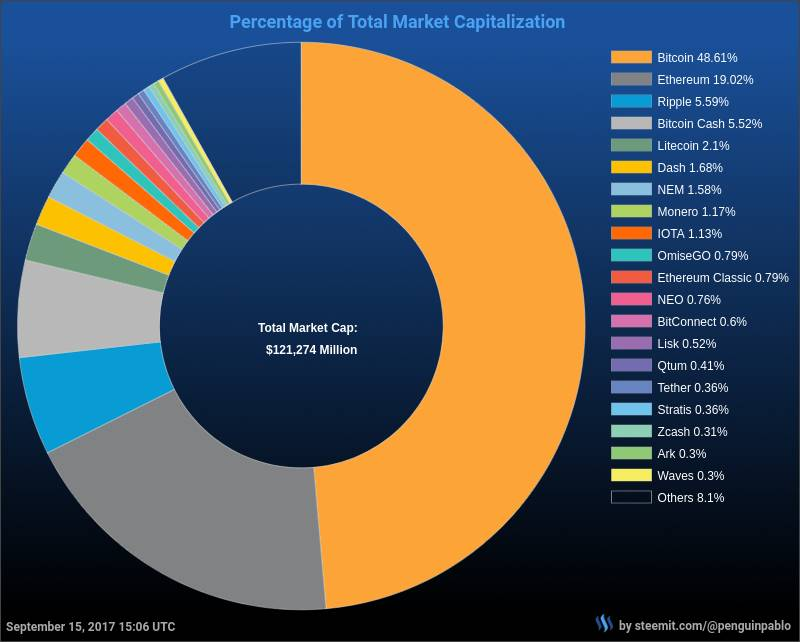 Percentage of Total Market Capitalization
Bitcoin 48.61%
Ethereum 19.02%
Ripple 5.59%
Bitcoin Cash 5.52%
Litecoin 2.1%
Dash 1.68%
NEM 1.58%
Monero 1.17%
IOTA 1.13%
OmiseGO 0.79%
Ethereum Classic 0.79%
NEO 0.76%
BitConnect 0.6%
Lisk 0.52%
Qtum 0.41%
Tether 0.36%
Stratis 0.36%
Zcash 0.31%
Ark 0.3%
Waves 0.3%
Others 8.1%
Total Market Cap:
$121,274 Million
September 15, 2017 15:06 UTC
by steemit.com/@penguinpablo